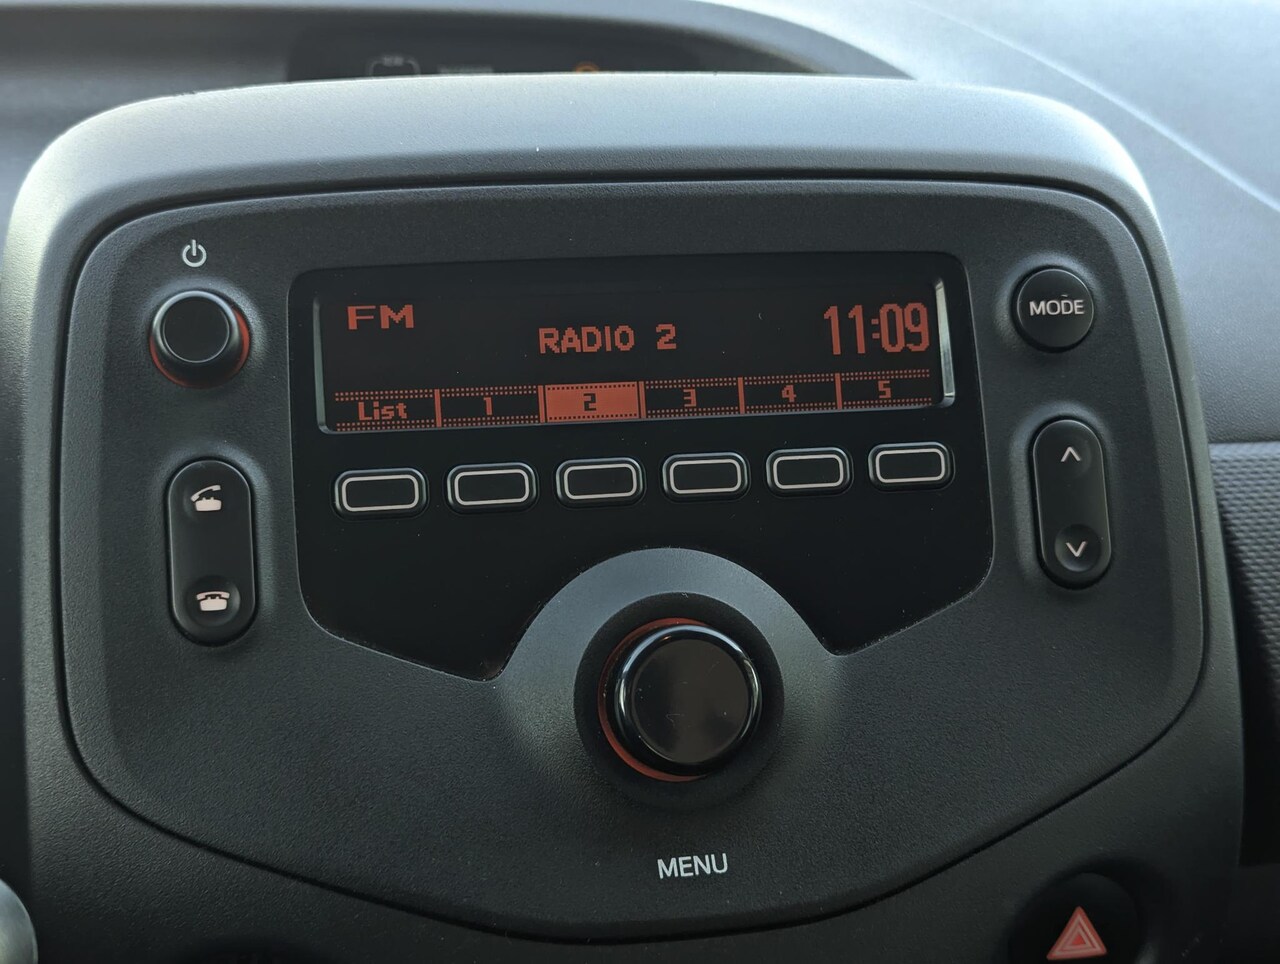 FM
RADIO 2
11:09
List 1 2 3 4 5
MODE
MENU